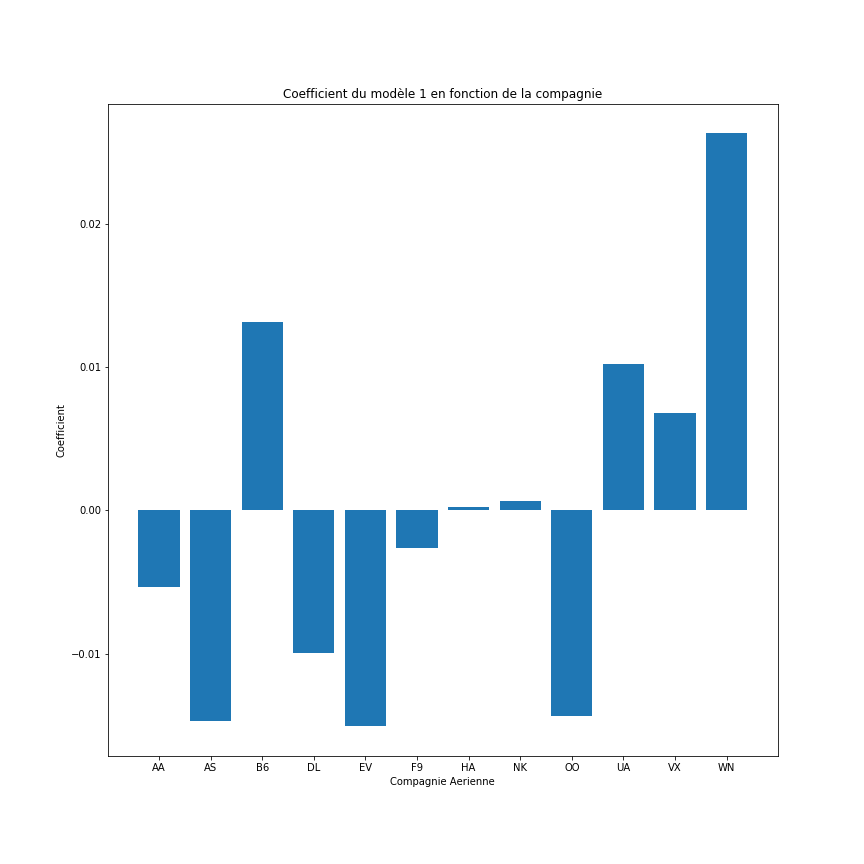 Coefficient du modèle 1 en fonction de la compagnie
0.02
0.01
0.00
−0.01
Coefficient
AA AS B6 DL EV F9 HA NK OO UA VX WN
Compagnie Aerienne